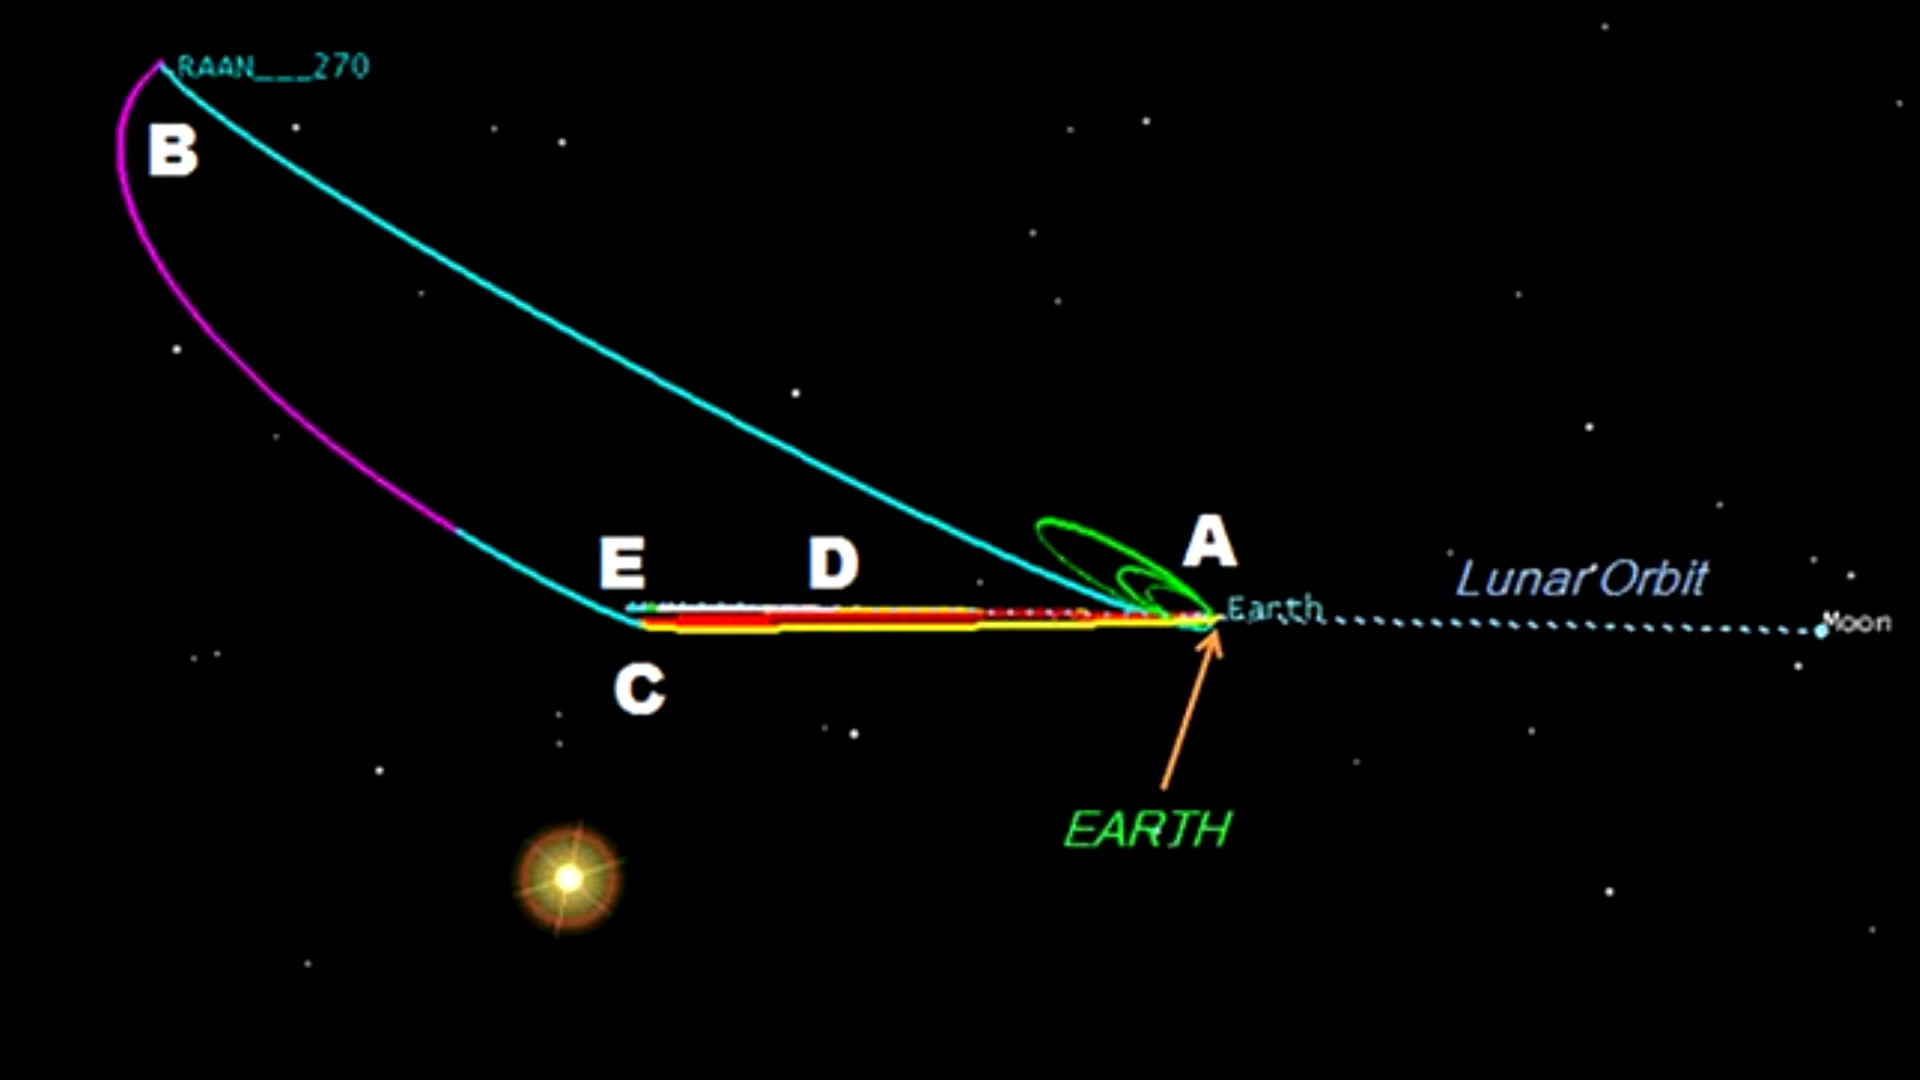 RAAN___270
B
A
E
D
Lunar Orbit
Earth
Moon
C
EARTH